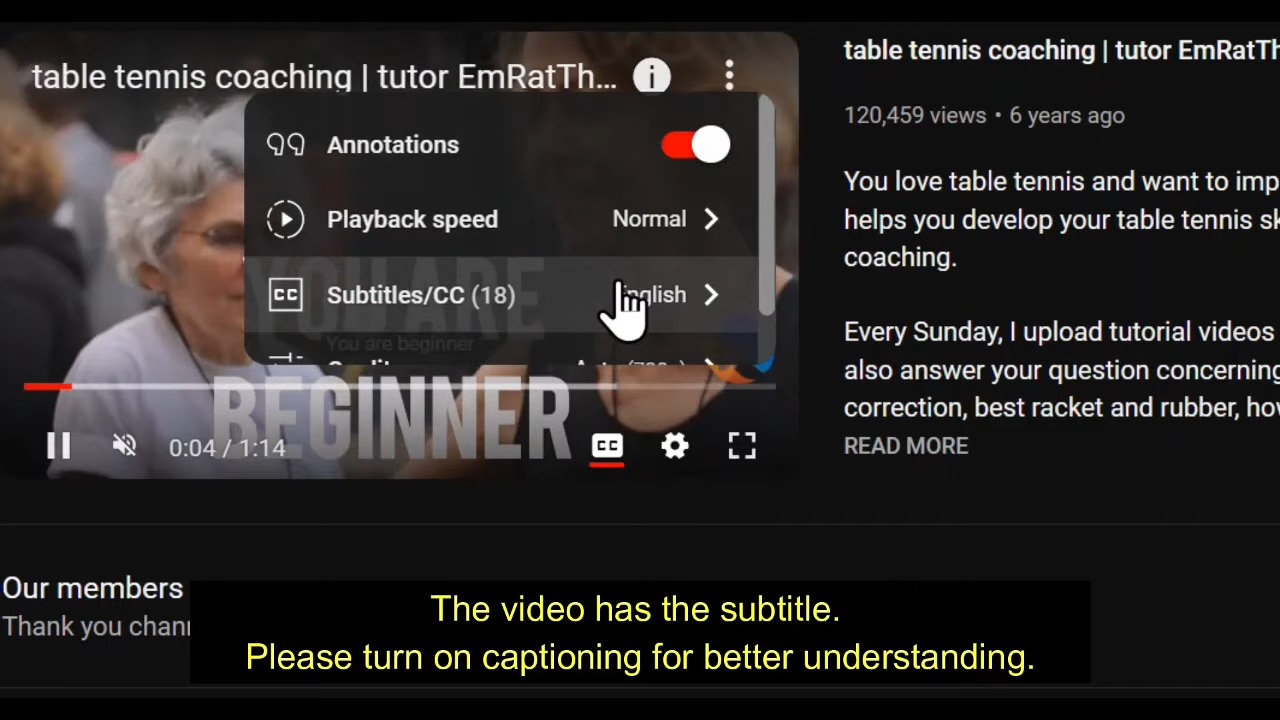 table tennis coaching | tutor EmRatTh...
Annotations
Playback speed Normal
Subtitles/CC (18)
You are beginner
YOU ARE
BEGINNER
0:04 / 1:14
CC
table tennis coaching | tutor EmRatTh
120,459 views • 6 years ago
You love table tennis and want to imp
helps you develop your table tennis sk
coaching.
Every Sunday, I upload tutorial videos
also answer your question concerning
correction, best racket and rubber, how
READ MORE
Our members
Thank you chann
The video has the subtitle.
Please turn on captioning for better understanding.